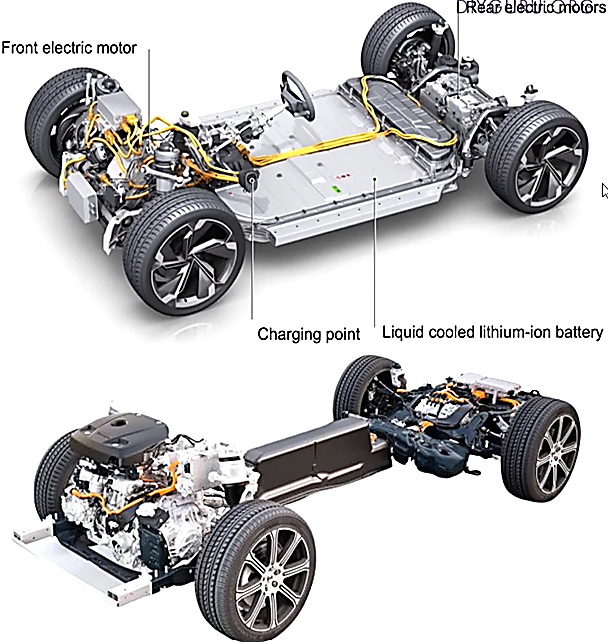 Rear electric motors
Front electric motor
Charging point
Liquid cooled lithium-ion battery